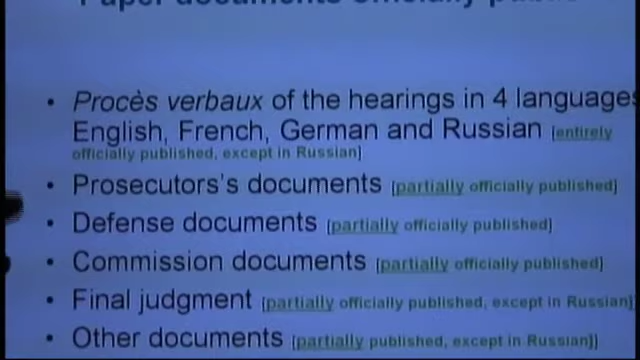 Paper documents officially
• Procès verbaux of the hearings in 4 languages
English, French, German and Russian [entirely
officially published, except in Russian]
• Prosecutors's documents [partially officially published]
• Defense documents [partially officially published]
• Commission documents [partially officially published]
• Final judgment [partially officially published, except in Russian]
• Other documents [partially published, except in Russian]]